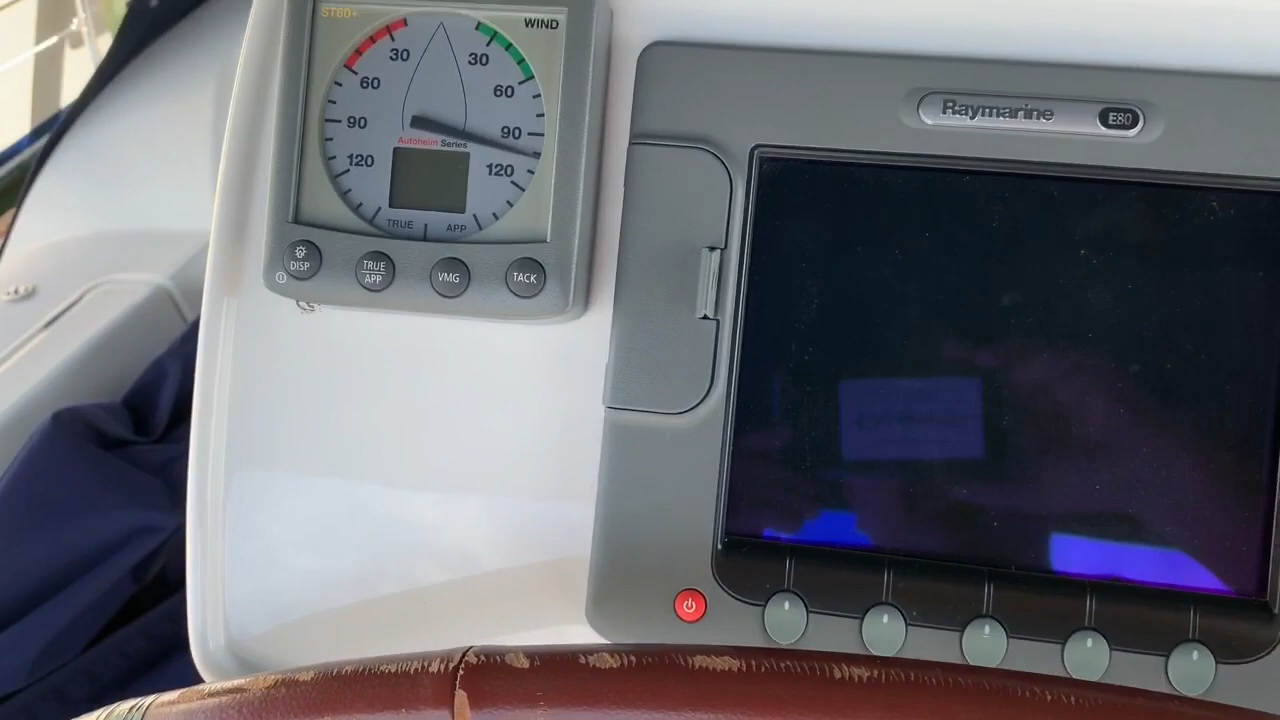 ST60+
WIND
30
30
60
60
90
90
120
120
Autohelm Series
TRUE
APP
DISP
TRUE
APP
VMG
TACK
Raymarine
E80